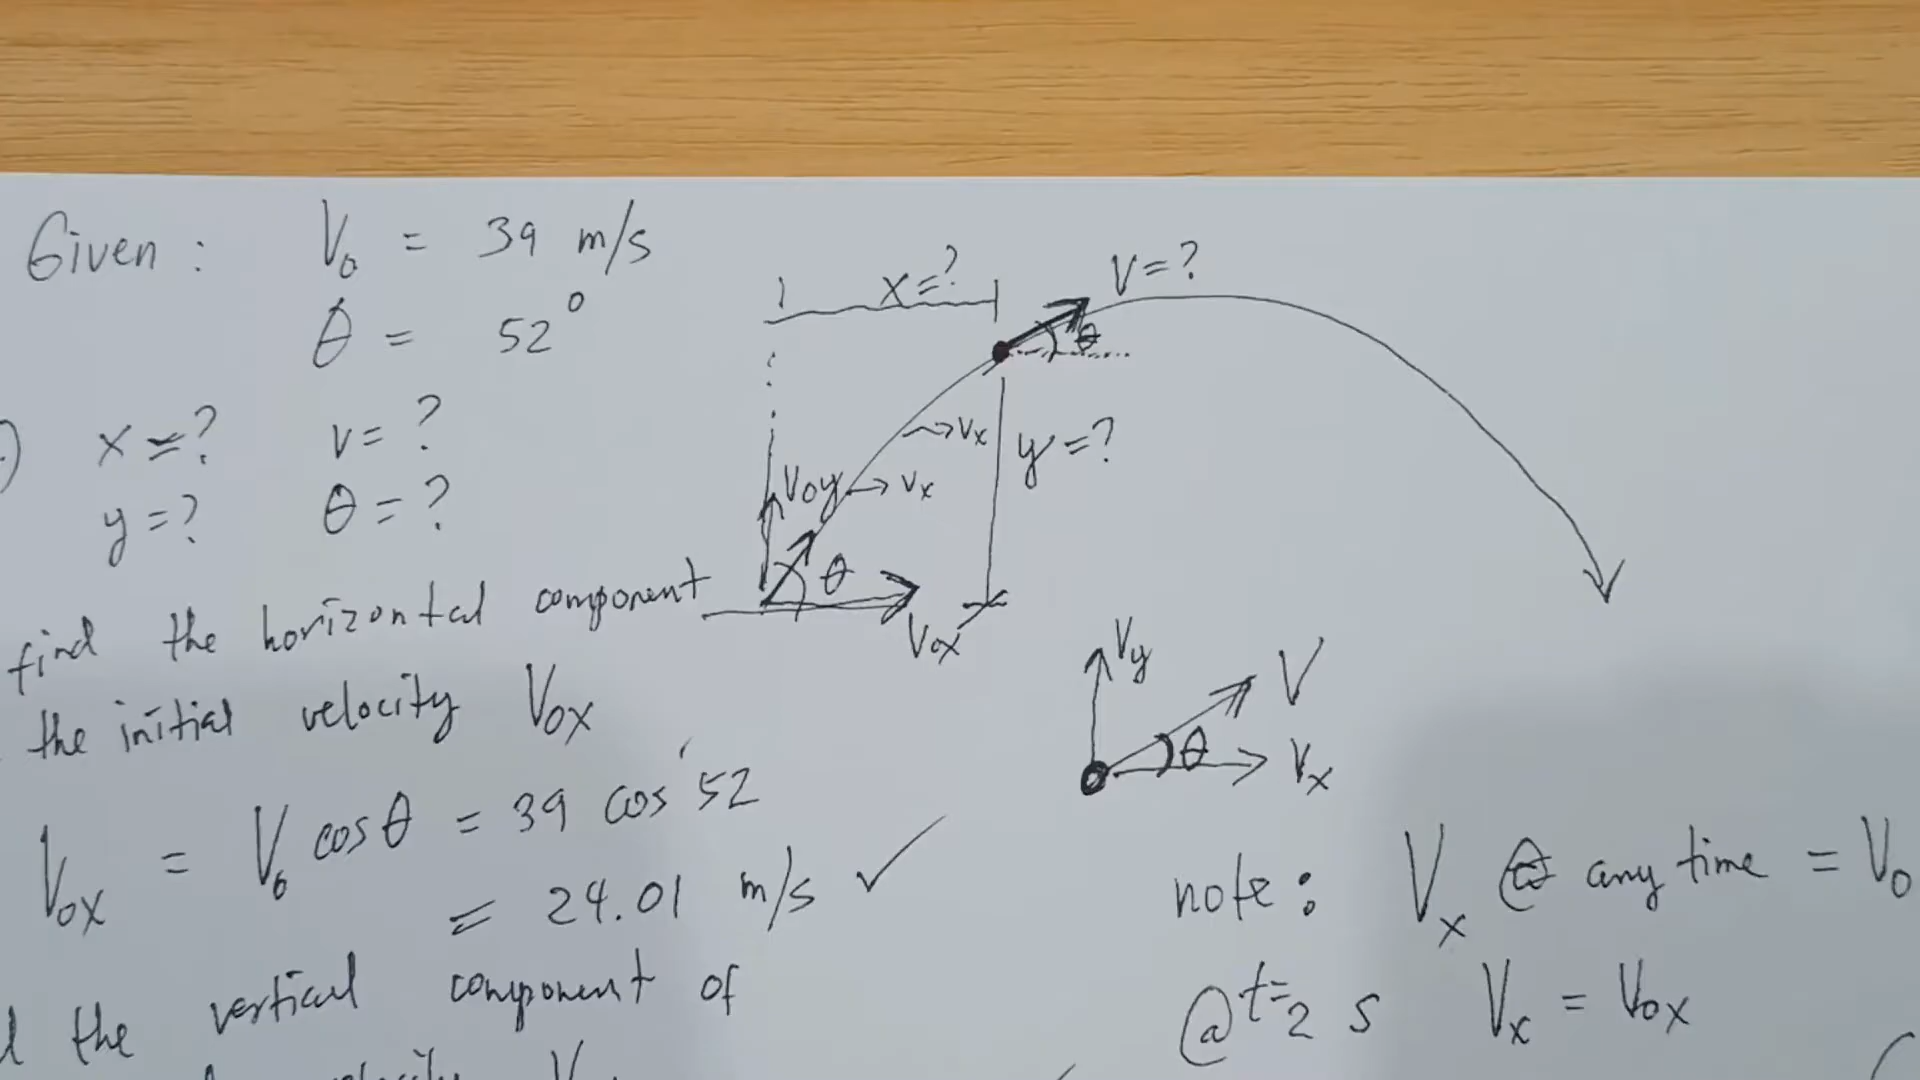 Given : V₀ = 39 m/s
θ = 52°
) x = ? v = ?
y = ? θ = ?
find the horizontal component
the initial velocity V₀ₓ
V₀ₓ = V₀ cos θ = 39 cos 52
= 24.01 m/s ✓
the vertical component of
x = ?
V = ?
θ
→ Vx
y = ?
V₀y → Vx
θ
V₀x
Vy
V
θ
Vx
note : Vx @ any time = V₀
@ t = 2 s Vx = V₀x